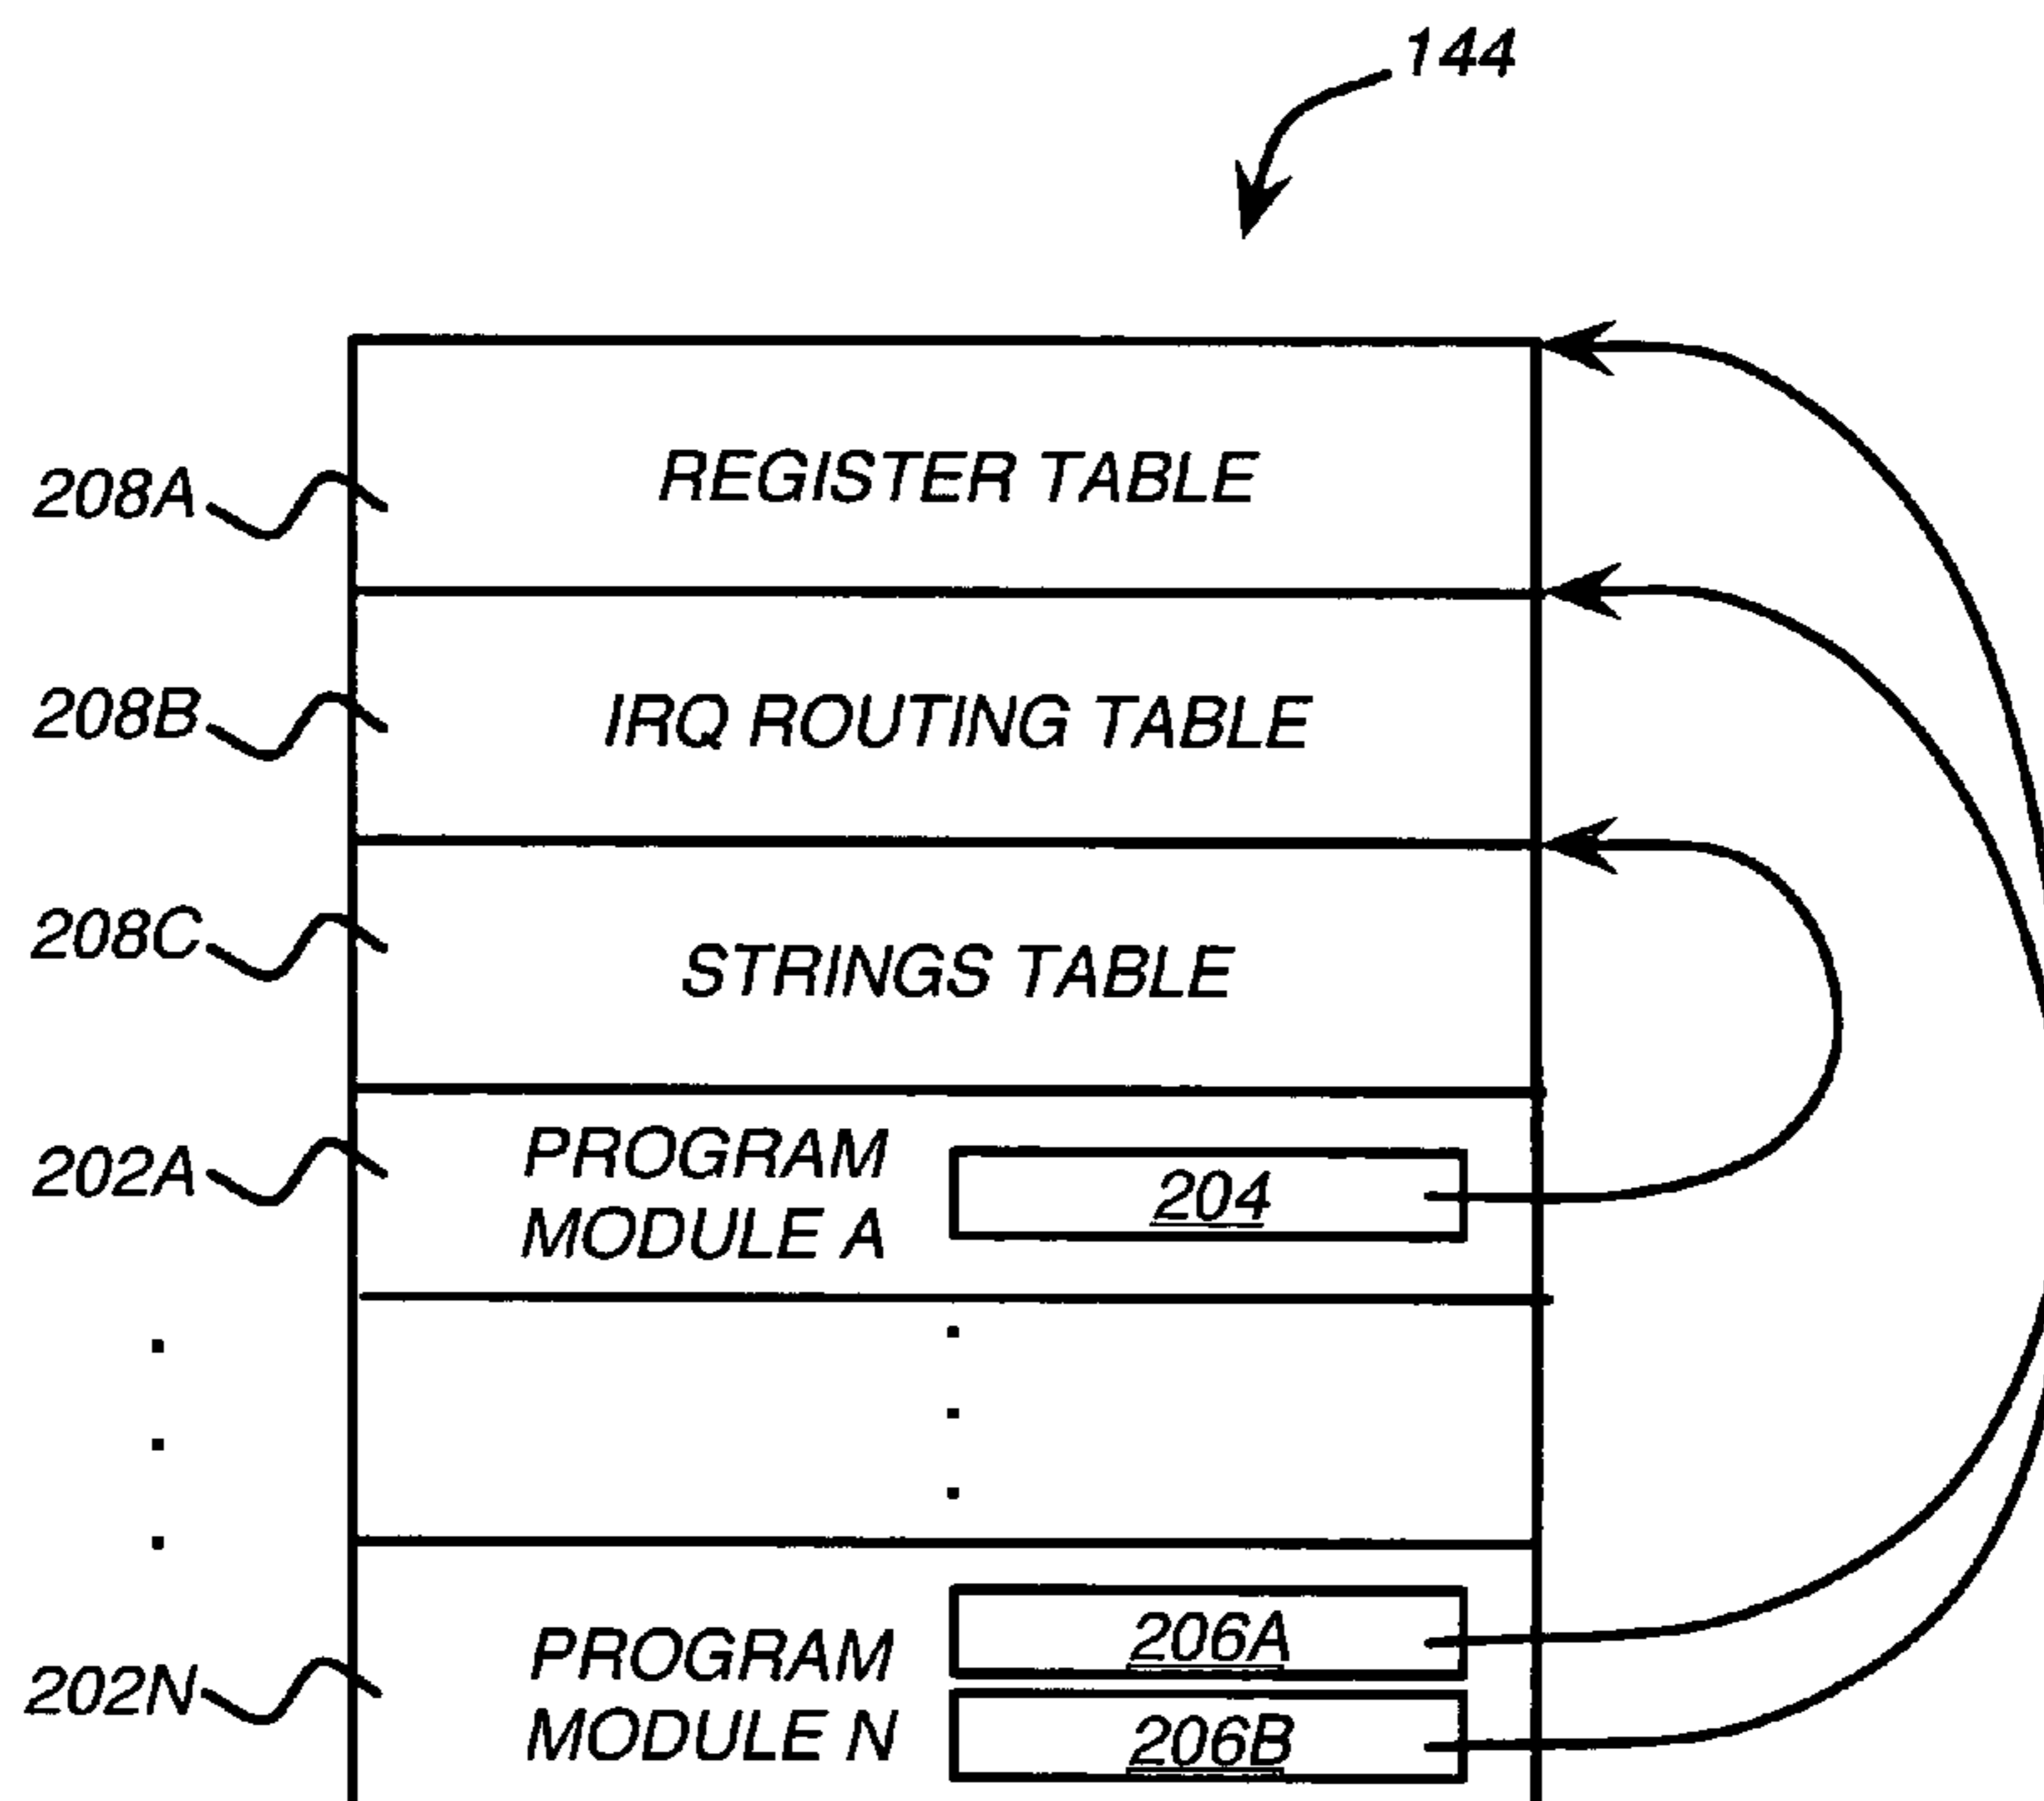 144
208A
REGISTER TABLE
208B
IRQ ROUTING TABLE
208C
STRINGS TABLE
202A
PROGRAM
MODULE A
204
202N
PROGRAM
MODULE N
206A
206B